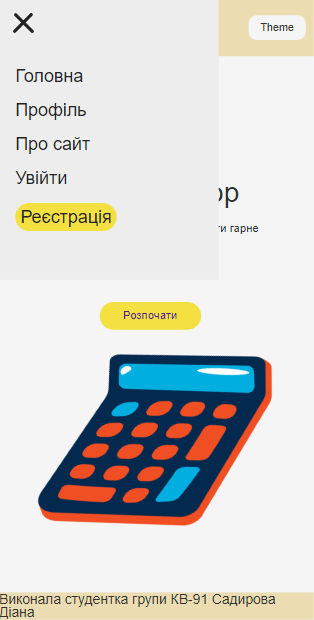 Theme
Головна
Профіль
Про сайт
Увійти
Реєстрація
ор
ти гарне
Розпочати
Виконала студентка групи КВ-91 Садирова
Діана